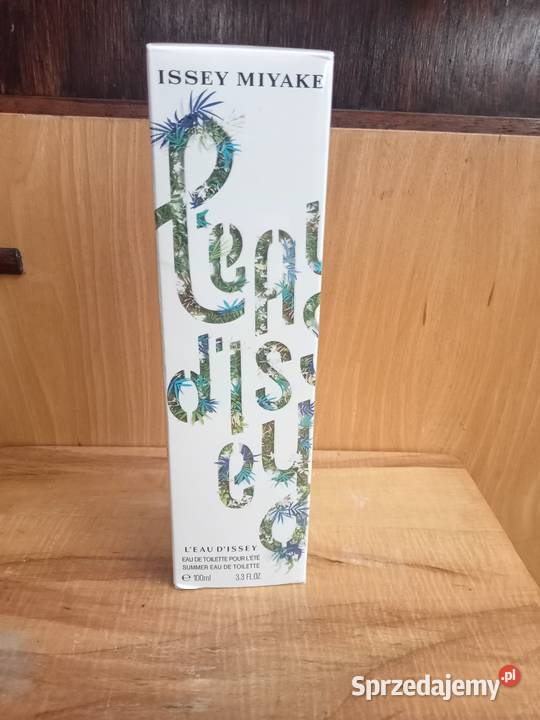 ISSEY MIYAKE
L'eau
d'Issey
L'EAU D'ISSEY
EAU DE TOILETTE POUR L'ÉTÉ
SUMMER EAU DE TOILETTE
e 100ml 3.3 FL.OZ.
Sprzedajemy.pl